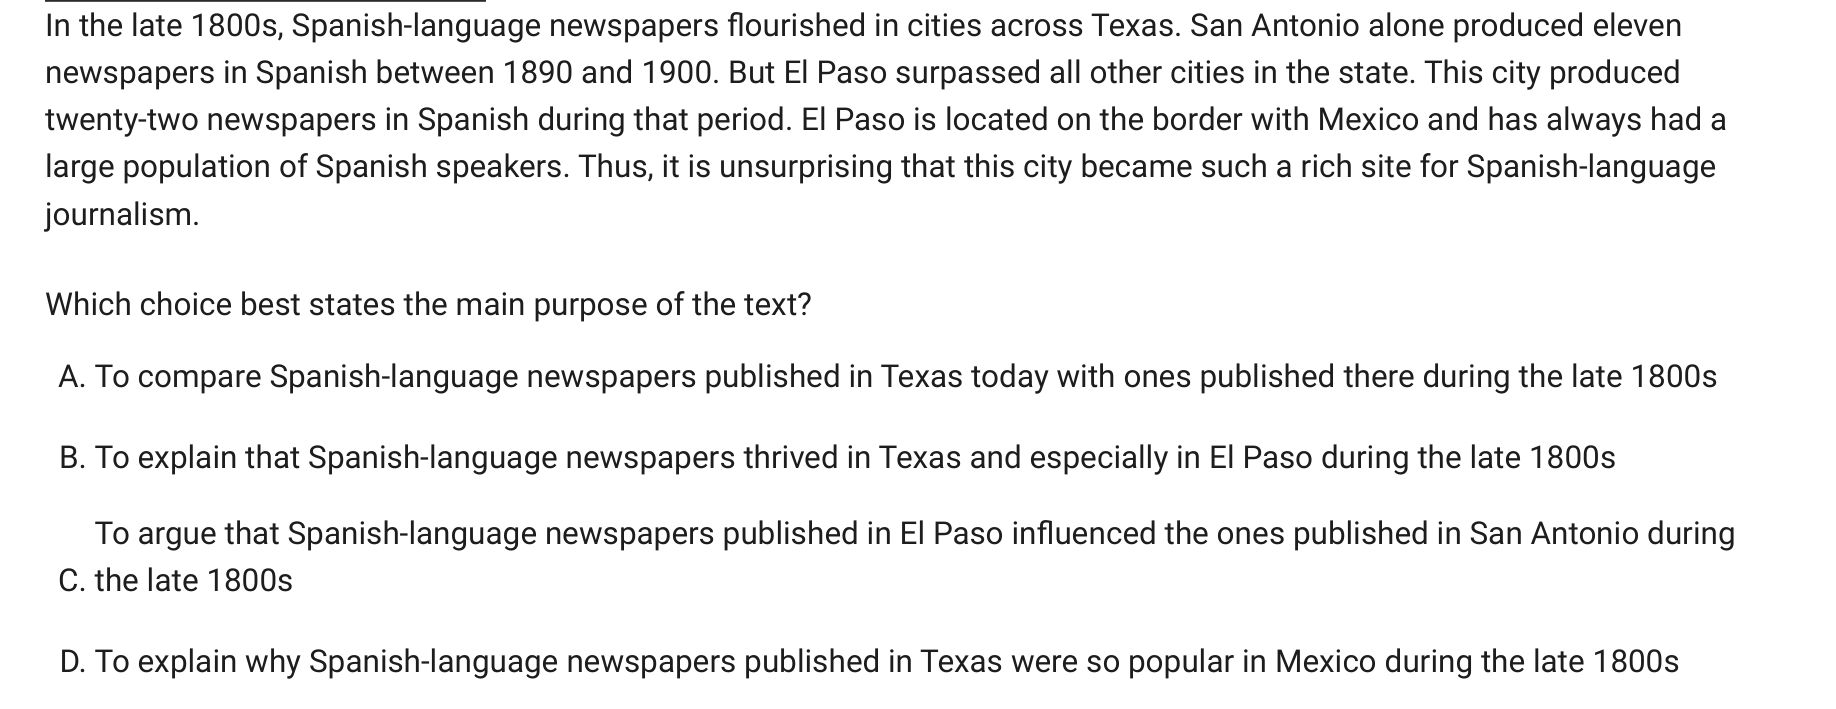 In the late 1800s, Spanish-language newspapers flourished in cities across Texas. San Antonio alone produced eleven
newspapers in Spanish between 1890 and 1900. But El Paso surpassed all other cities in the state. This city produced
twenty-two newspapers in Spanish during that period. El Paso is located on the border with Mexico and has always had a
large population of Spanish speakers. Thus, it is unsurprising that this city became such a rich site for Spanish-language
journalism.
Which choice best states the main purpose of the text?
A. To compare Spanish-language newspapers published in Texas today with ones published there during the late 1800s
B. To explain that Spanish-language newspapers thrived in Texas and especially in El Paso during the late 1800s
To argue that Spanish-language newspapers published in El Paso influenced the ones published in San Antonio during
C. the late 1800s
D. To explain why Spanish-language newspapers published in Texas were so popular in Mexico during the late 1800s